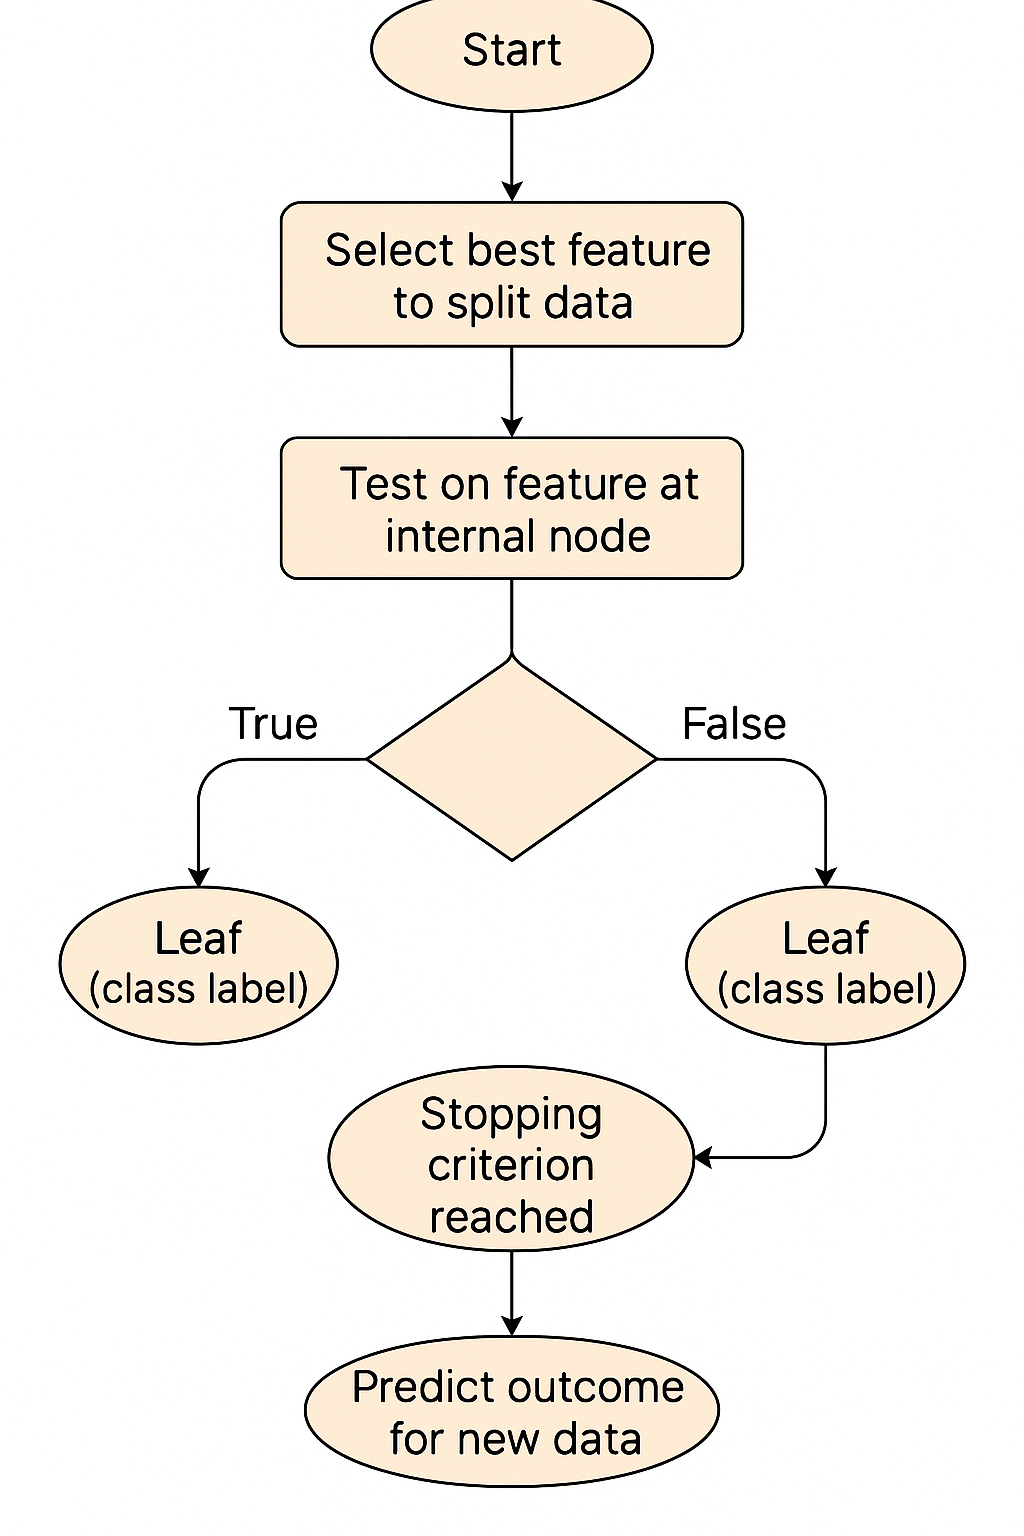 Start
Select best feature
to split data
Test on feature at
internal node
True
False
Leaf
(class label)
Leaf
(class label)
Stopping
criterion
reached
Predict outcome
for new data